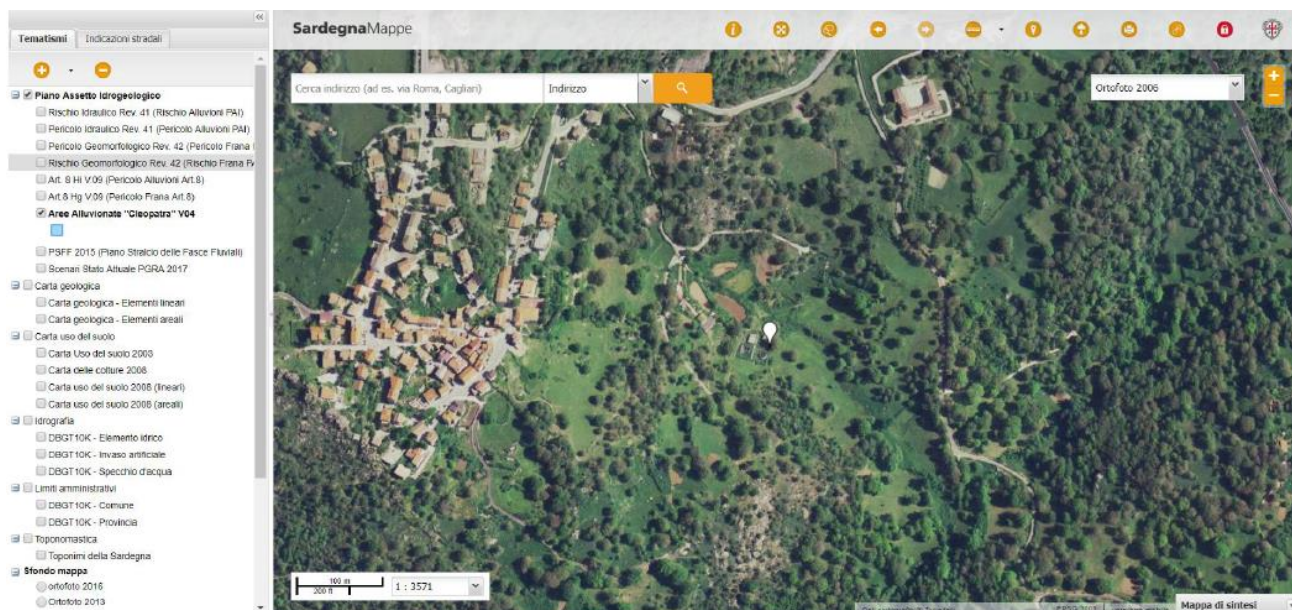 Tematismi
Indicazioni stradali
Piano Assetto Idrogeologico
Rischio Idraulico Rev. 41 (Rischio Alluvioni PAI)
Pericolo Idraulico Rev. 41 (Pericolo Alluvioni PAI)
Pericolo Geomorfologico Rev. 42 (Pericolo Frana
Rischio Geomorfologico Rev. 42 (Rischio Frana PA
Art. 8 Hi V.09 (Pericolo Alluvioni Art.8)
Art.8 Hg V.09 (Pericolo Frana Art.8)
Aree Alluvionate "Cleopatra" V04
PSFF 2015 (Piano Stralcio delle Fasce Fluviali)
Scenari Stato Attuale PGRA 2017
Carta geologica
Carta geologica - Elementi lineari
Carta geologica - Elementi areali
Carta uso del suolo
Carta Uso del suolo 2003
Carta delle colture 2008
Carta uso del suolo 2008 (lineari)
Carta uso del suolo 2008 (areali)
Idrografia
DBGT10K - Elemento idrico
DBGT10K - Invaso artificiale
DBGT10K - Specchio d'acqua
Limiti amministrativi
DBGT10K - Comune
DBGT10K - Provincia
Toponomastica
Toponimi della Sardegna
Sfondo mappa
ortofoto 2016
Ortofoto 2013
SardegnaMappe
Cerca indirizzo (ad es. via Roma, Cagliari)
Indirizzo
Ortofoto 2006
100 m
200 ft
1 : 3571
Mappa di sintesi